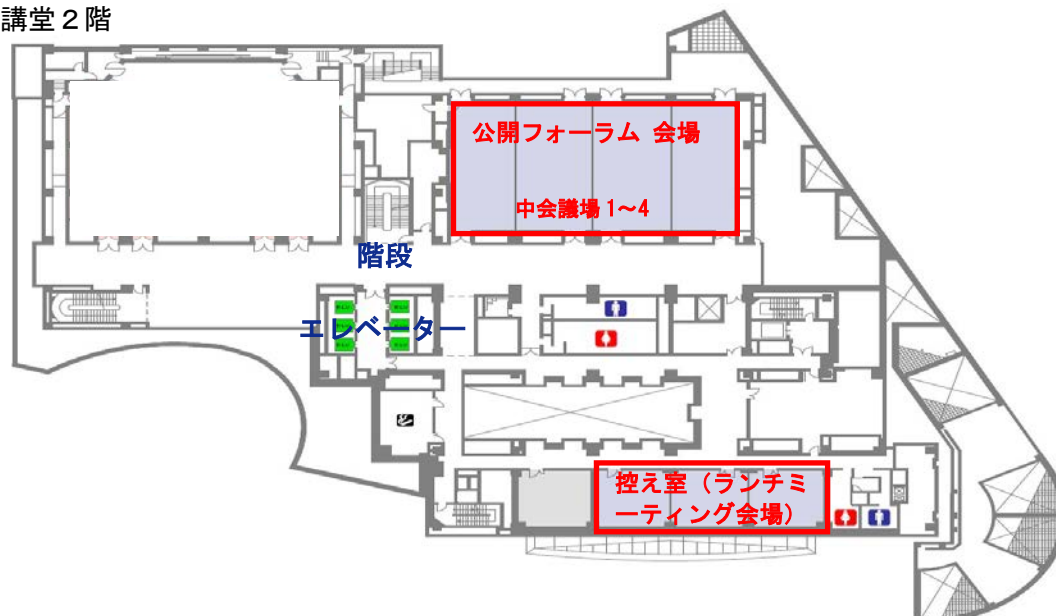 講堂２階
公開フォーラム 会場
中会議場 1～4
階段
エレベーター
控え室（ランチミ
ーティング会場）